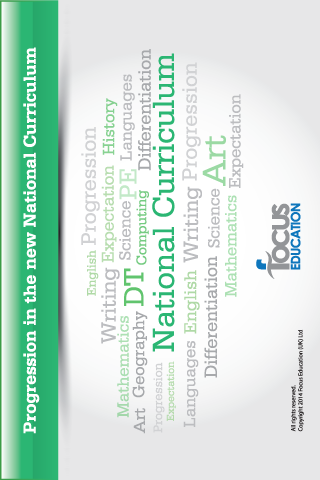 Progression in the new National Curriculum
English Progression
Writing Expectation History
Mathematics DT Science PE Languages
Art Geography Computing Differentiation
Progression
Expectation
National Curriculum
Languages English Writing Progression
Differentiation Science Art
Mathematics Expectation
focus
EDUCATION
All rights reserved.
Copyright 2014 Focus Education (UK) Ltd